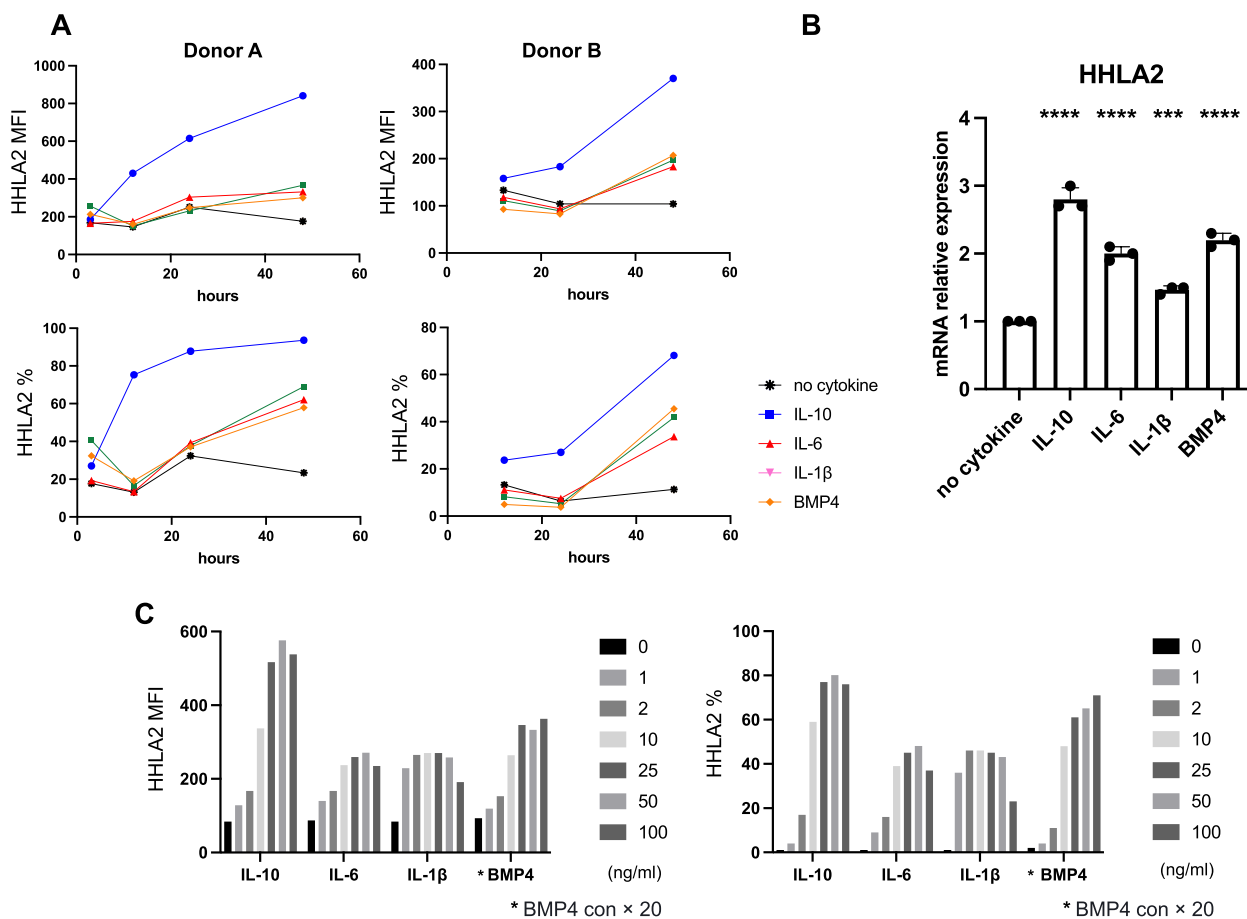 A
B
Donor A
Donor B
HHLA2
HHLA2 MFI
1000
800
600
400
200
0
0
20
40
60
hours
HHLA2 MFI
400
300
200
100
0
0
20
40
60
hours
mRNA relative expression
4
3
2
1
0
**** **** *** ****
no cytokine
IL-10
IL-6
IL-1β
BMP4
HHLA2 %
100
80
60
40
20
0
0
20
40
60
hours
HHLA2 %
80
60
40
20
0
0
20
40
60
hours
no cytokine
IL-10
IL-6
IL-1β
BMP4
C
HHLA2 MFI
600
400
200
0
IL-10
IL-6
IL-1β
* BMP4
0
1
2
10
25
50
100
(ng/ml)
* BMP4 con × 20
HHLA2 %
100
80
60
40
20
0
IL-10
IL-6
IL-1β
* BMP4
0
1
2
10
25
50
100
(ng/ml)
* BMP4 con × 20